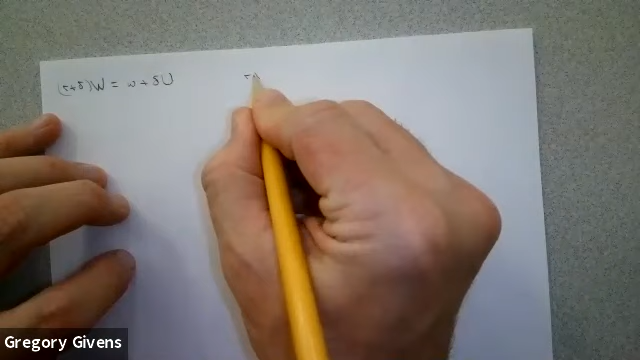 (r+δ)W = w + δU
Gregory Givens